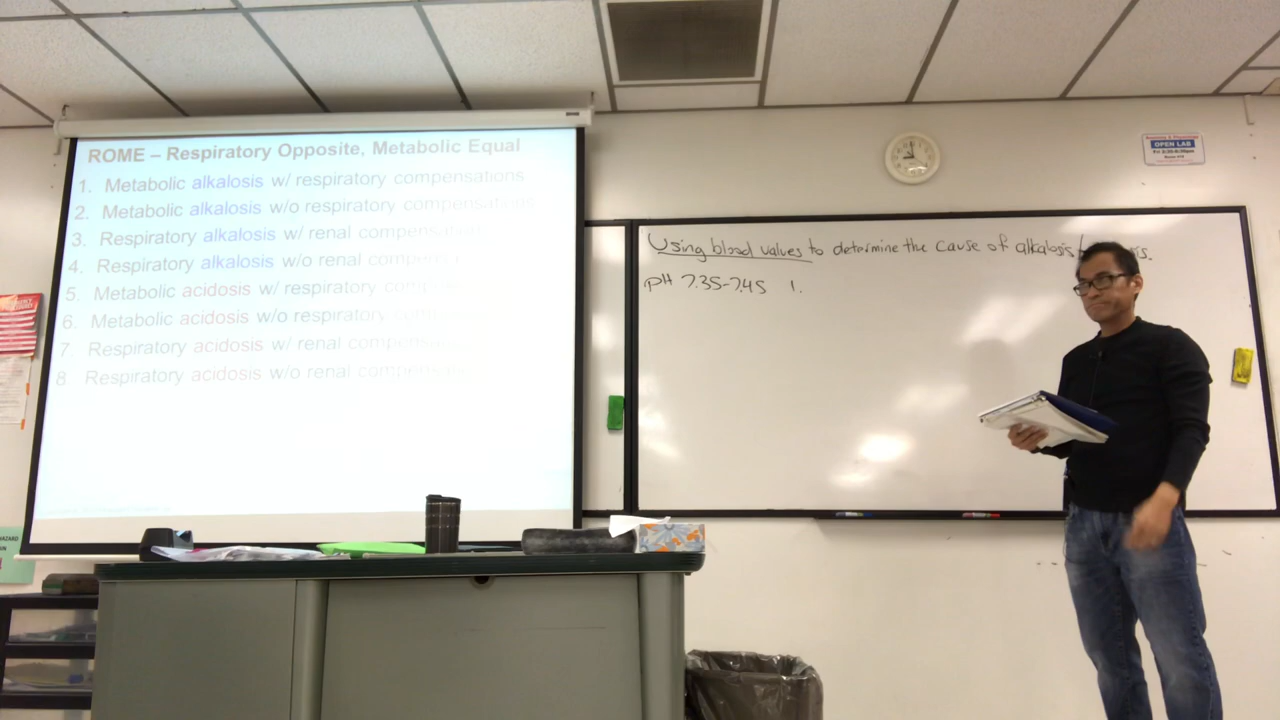 ROME – Respiratory Opposite, Metabolic Equal
1. Metabolic alkalosis w/ respiratory compensations
2. Metabolic alkalosis w/o respiratory compensations
3. Respiratory alkalosis w/ renal
4. Respiratory alkalosis w/o renal
5. Metabolic acidosis w/ respiratory
6. Metabolic acidosis w/o respiratory
7. Respiratory acidosis w/ renal
8. Respiratory acidosis w/o renal
Using blood values to determine the cause of alkalosis
pH 7.35-7.45 1.
OPEN LAB